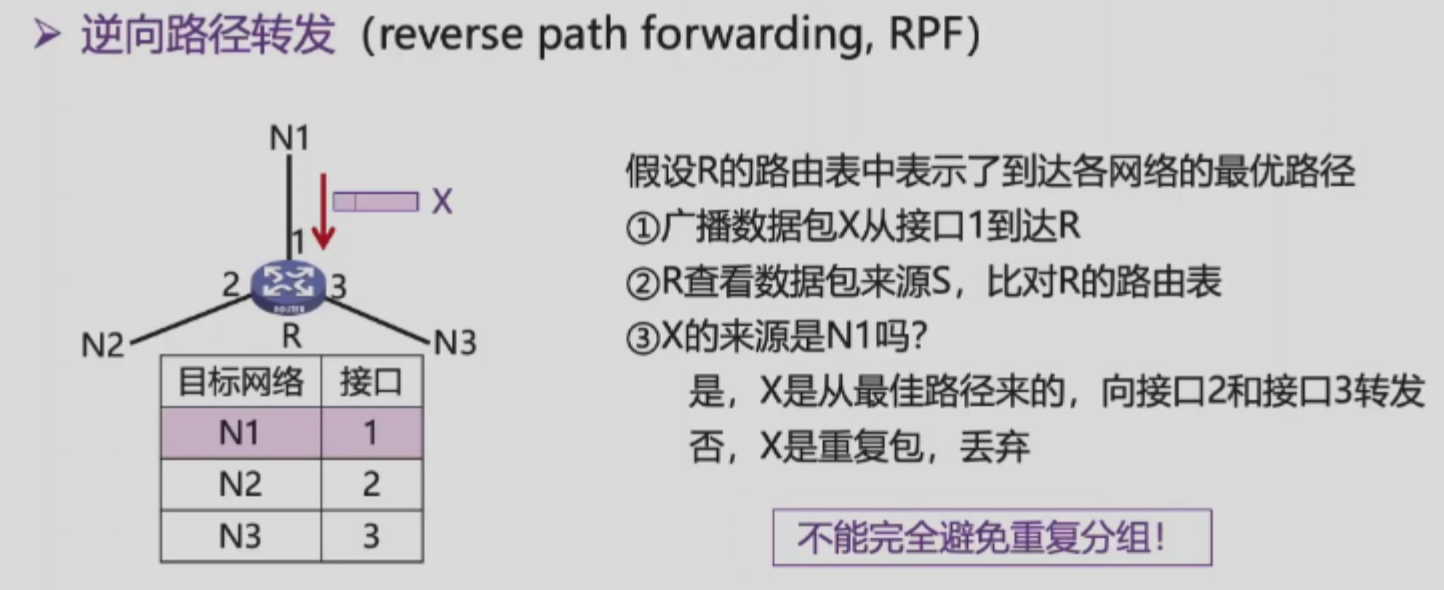 ➢ 逆向路径转发（reverse path forwarding, RPF）
N1
X
1
2
3
R
N2
N3
目标网络 接口
N1 1
N2 2
N3 3
假设R的路由表中表示了到达各网络的最优路径
①广播数据包X从接口1到达R
②R查看数据包来源S，比对R的路由表
③X的来源是N1吗？
是，X是从最佳路径来的，向接口2和接口3转发
否，X是重复包，丢弃
不能完全避免重复分组！